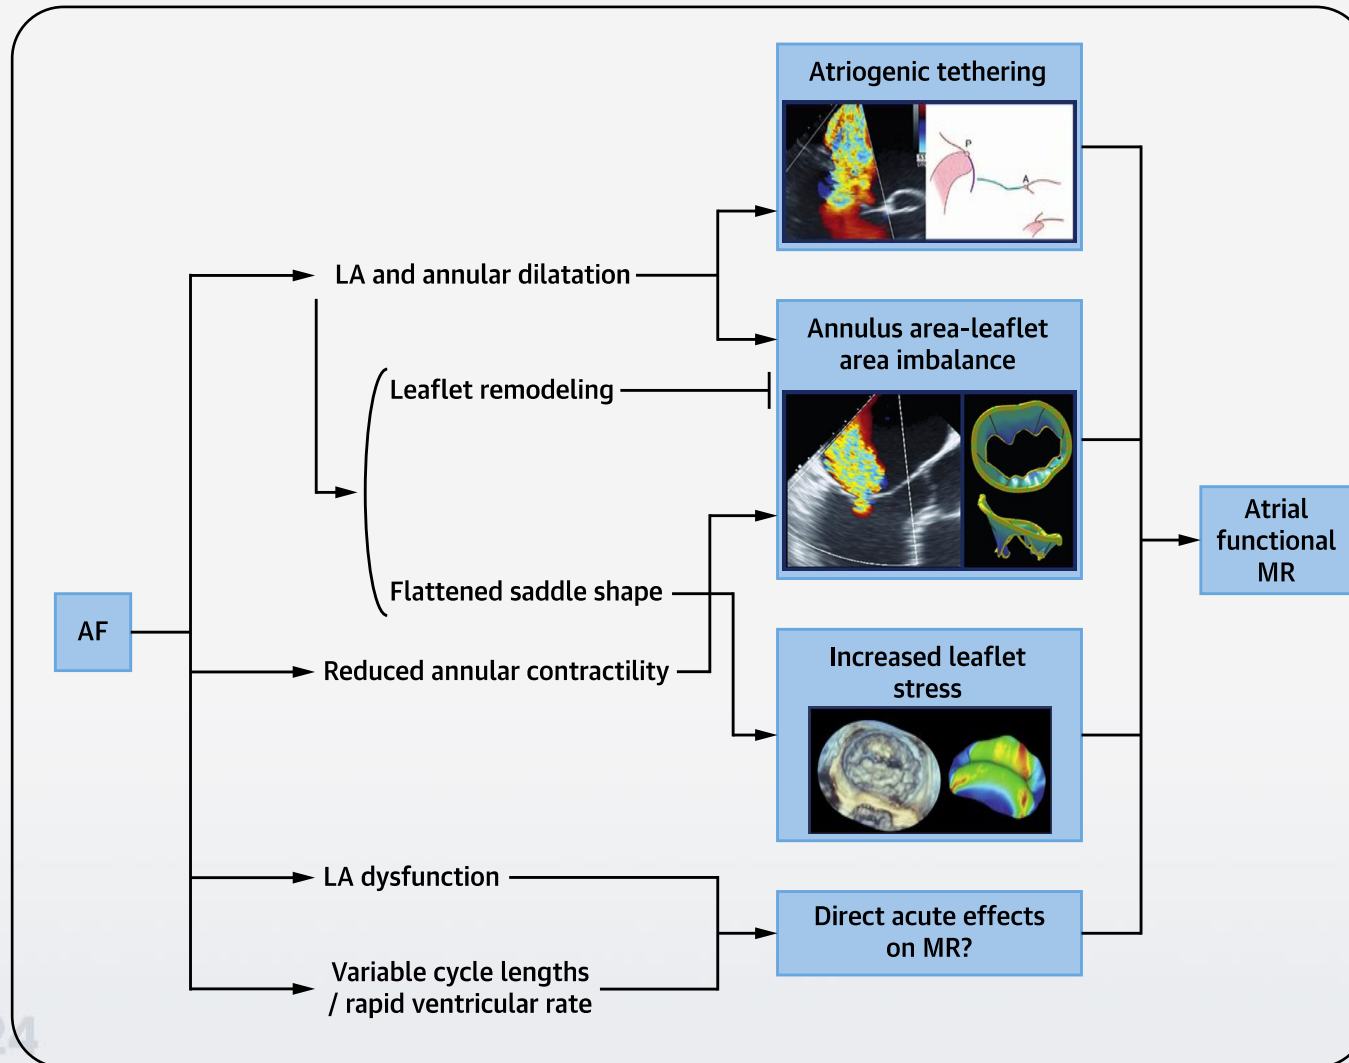 Atriogenic tethering
P
A
LA and annular dilatation
Annulus area-leaflet
area imbalance
Leaflet remodeling
Flattened saddle shape
Atrial
functional
MR
AF
Reduced annular contractility
Increased leaflet
stress
LA dysfunction
Direct acute effects
on MR?
Variable cycle lengths
/ rapid ventricular rate
24